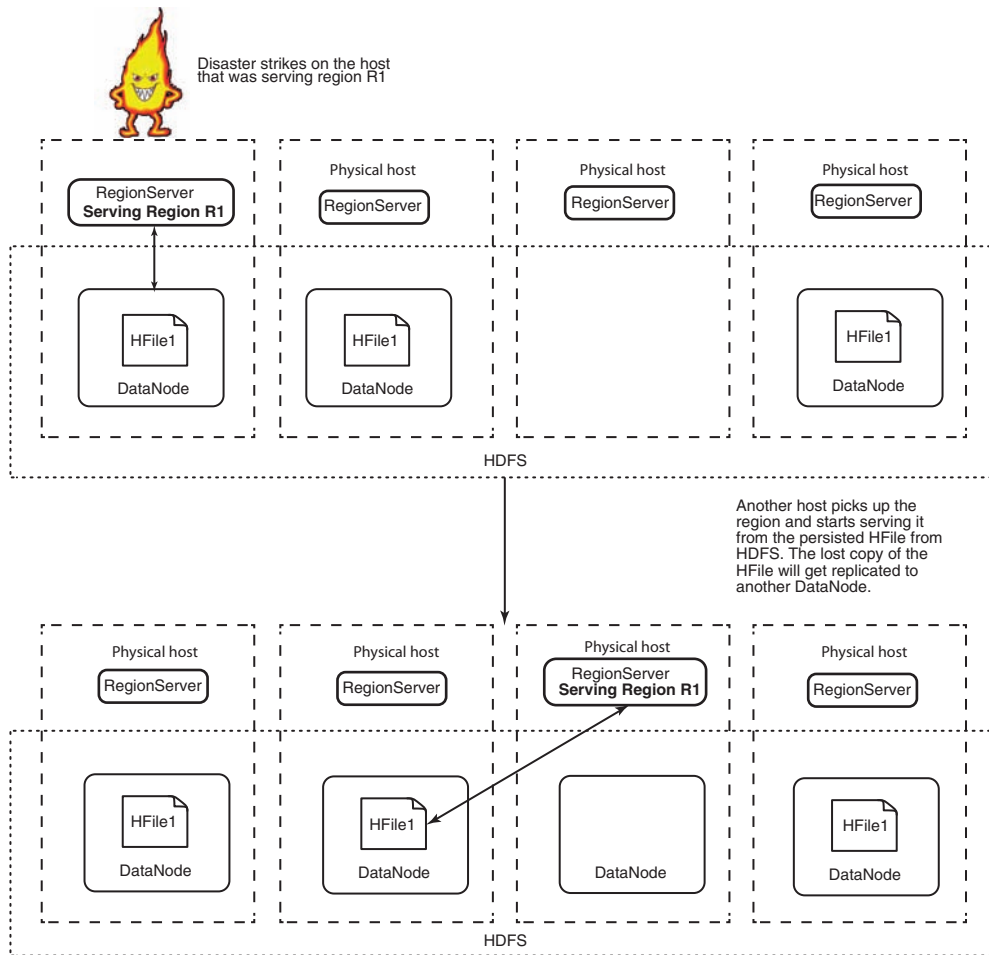 Disaster strikes on the host
that was serving region R1
Physical host
Physical host
Physical host
RegionServer
Serving Region R1
RegionServer
RegionServer
RegionServer
HFile1
HFile1
HFile1
DataNode
DataNode
DataNode
HDFS
Another host picks up the
region and starts serving it
from the persisted HFile from
HDFS. The lost copy of the
HFile will get replicated to
another DataNode.
Physical host
Physical host
Physical host
Physical host
RegionServer
RegionServer
RegionServer
Serving Region R1
RegionServer
HFile1
HFile1
HFile1
DataNode
DataNode
DataNode
DataNode
HDFS